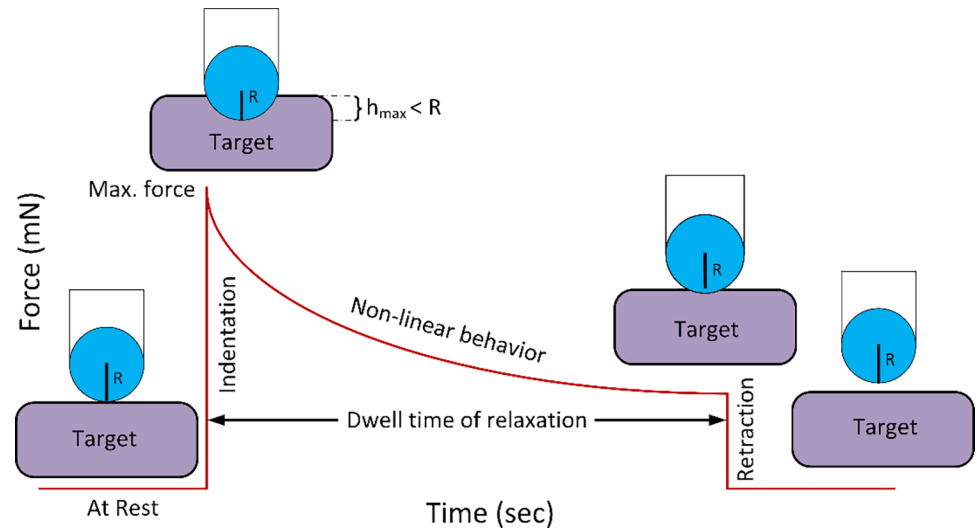 R
h_max < R
Target
Max. force
Force (mN)
Indentation
Non-linear behavior
R
Target
R
Target
R
Target
Dwell time of relaxation
Retraction
At Rest
Time (sec)